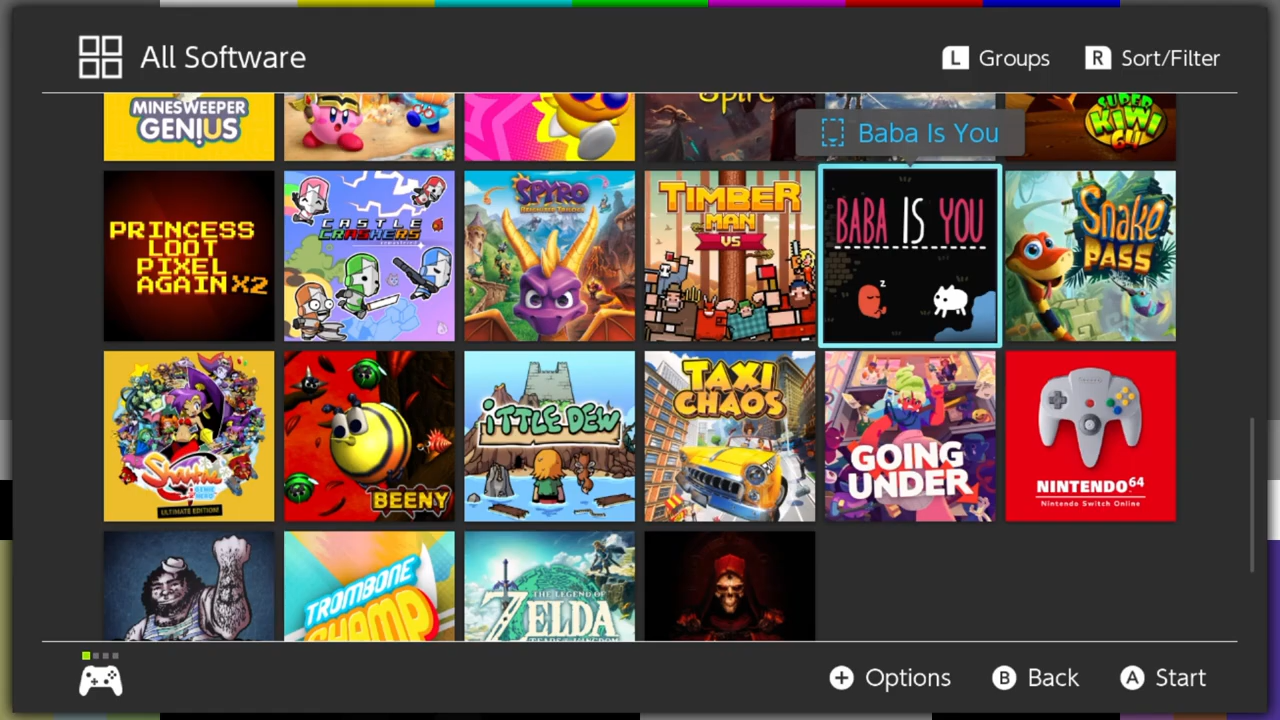 All Software
L Groups
R Sort/Filter
MINESWEEPER
GENIUS
Spire
SUPER
KIWI
64
Baba Is You
PRINCESS
LOOT
PIXEL
AGAIN X2
CASTLE
CRASHERS
SPYRO
TIMBER
MAN
VS
BABA IS YOU
z
Snake
PASS
Shantae
ULTIMATE EDITION!
BEENY
iTTLE DEW
TAXI
CHAOS
GOING
UNDER
NINTENDO 64
Nintendo Switch Online
TROMBONE
CHAMP
THE LEGEND OF
ZELDA
+ Options
B Back
A Start